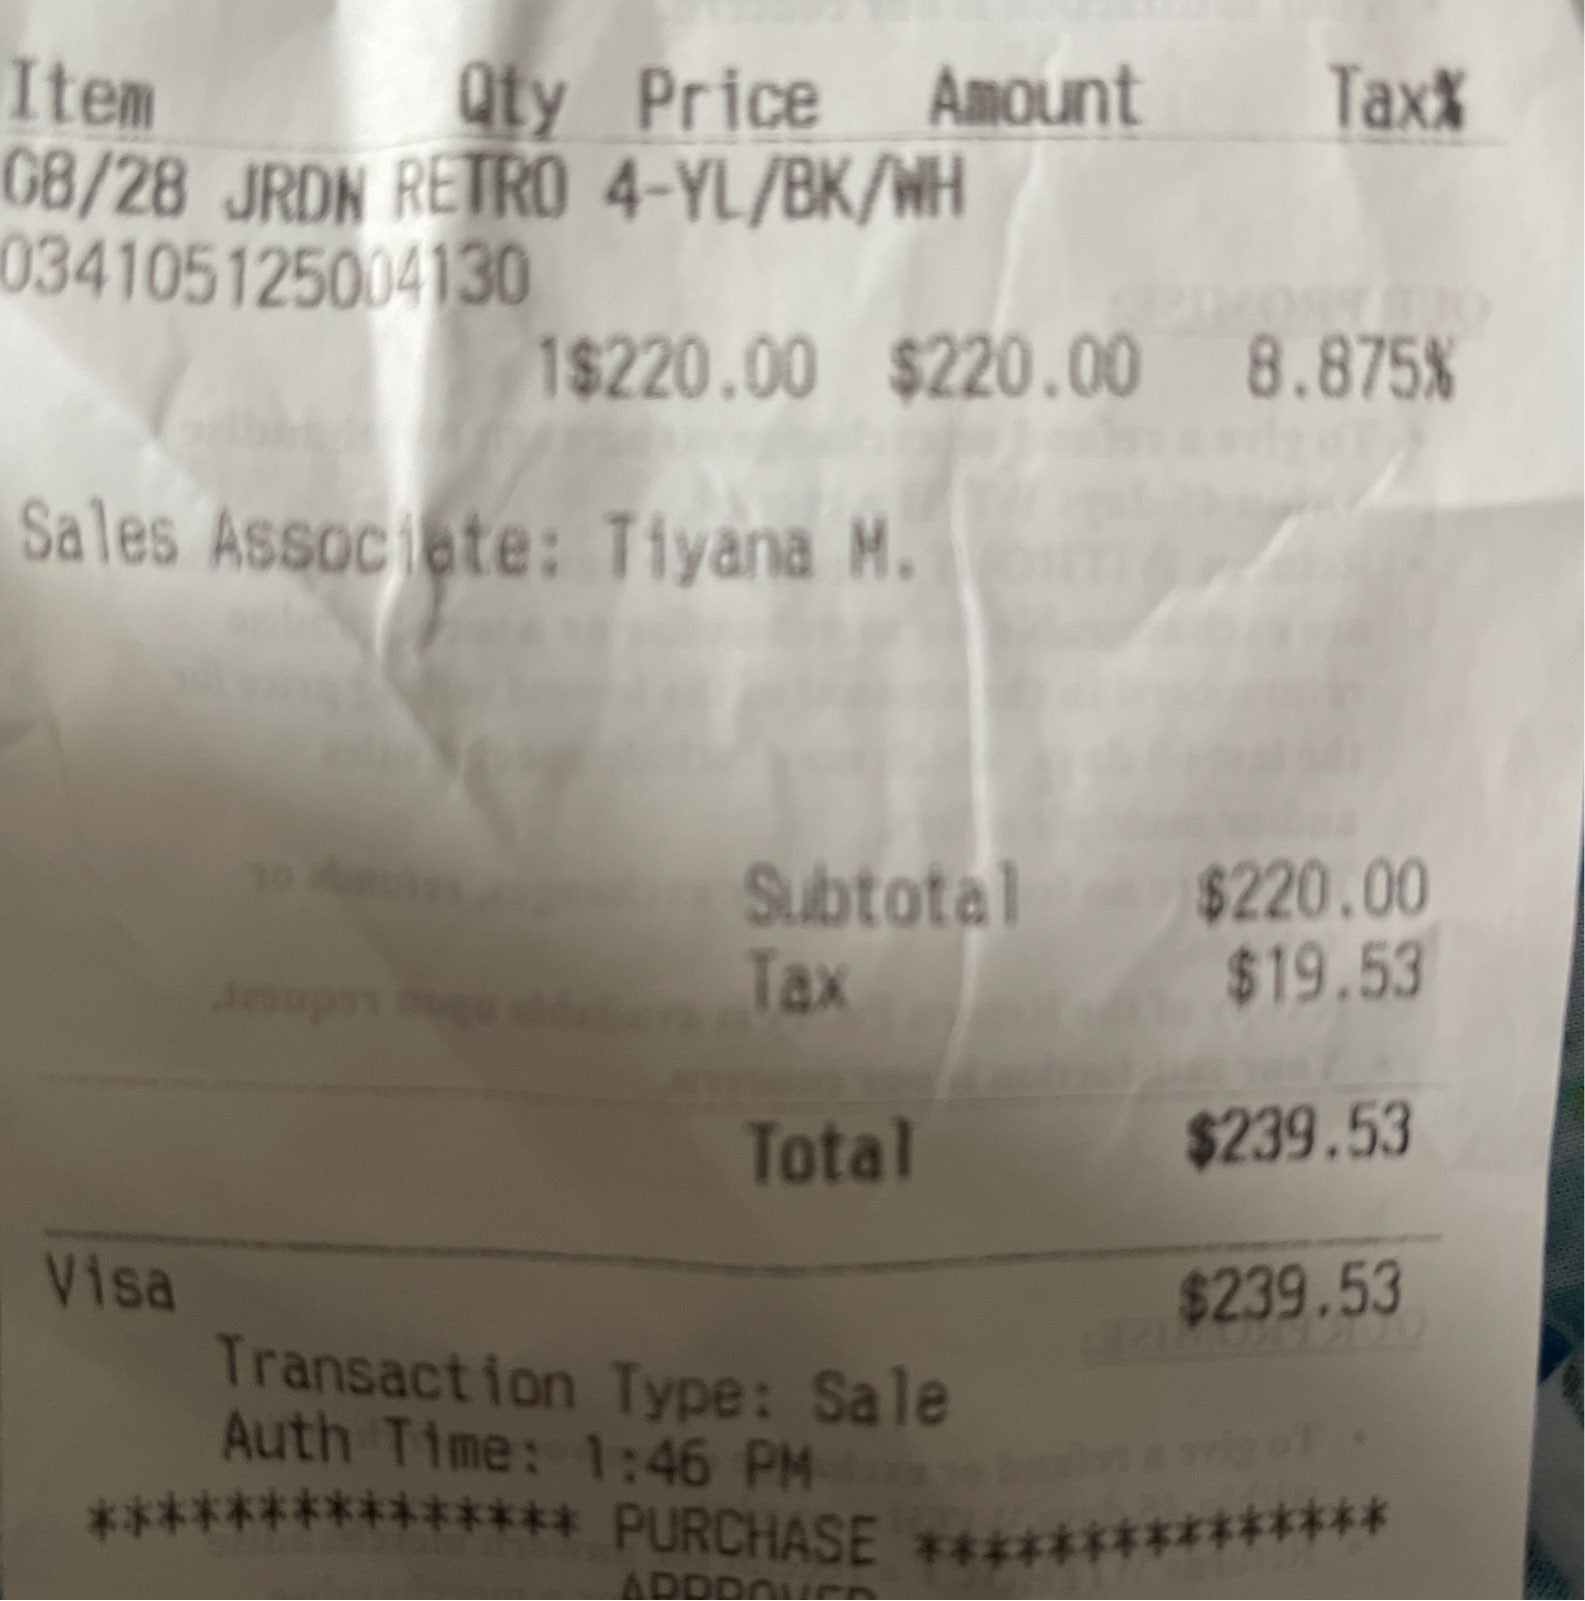 Item Qty Price Amount Tax%
G8/28 JRDN RETRO 4-YL/BK/WH
034105125004130
1$220.00 $220.00 8.875%
Sales Associate: Tiyana M.
Subtotal $220.00
Tax $19.53
Total $239.53
Visa $239.53
Transaction Type: Sale
Auth Time: 1:46 PM
*************** PURCHASE ***************
APPROVED